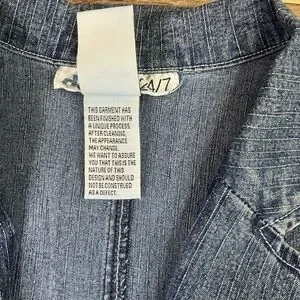 24/7
THIS GARMENT HAS
BEEN FINISHED WITH
A UNIQUE PROCESS.
AFTER CLEANING,
THE APPEARANCE
MAY CHANGE.
WE WANT TO ASSURE
YOU THAT THIS IS THE
NATURE OF THIS
DESIGN AND SHOULD
NOT BE CONSTRUED
AS A DEFECT.